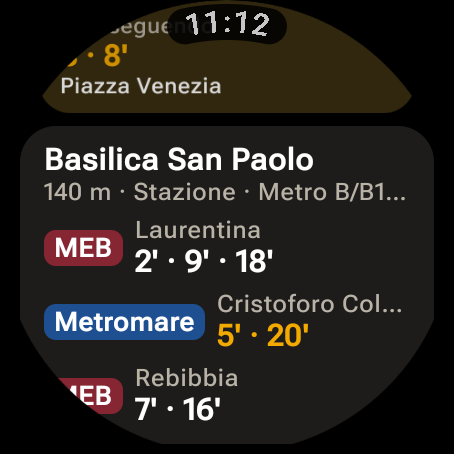 11:12
· 8'
Piazza Venezia
Basilica San Paolo
140 m · Stazione · Metro B/B1...
MEB
Laurentina
2' · 9' · 18'
Metromare
Cristoforo Col...
5' · 20'
MEB
Rebibbia
7' · 16'